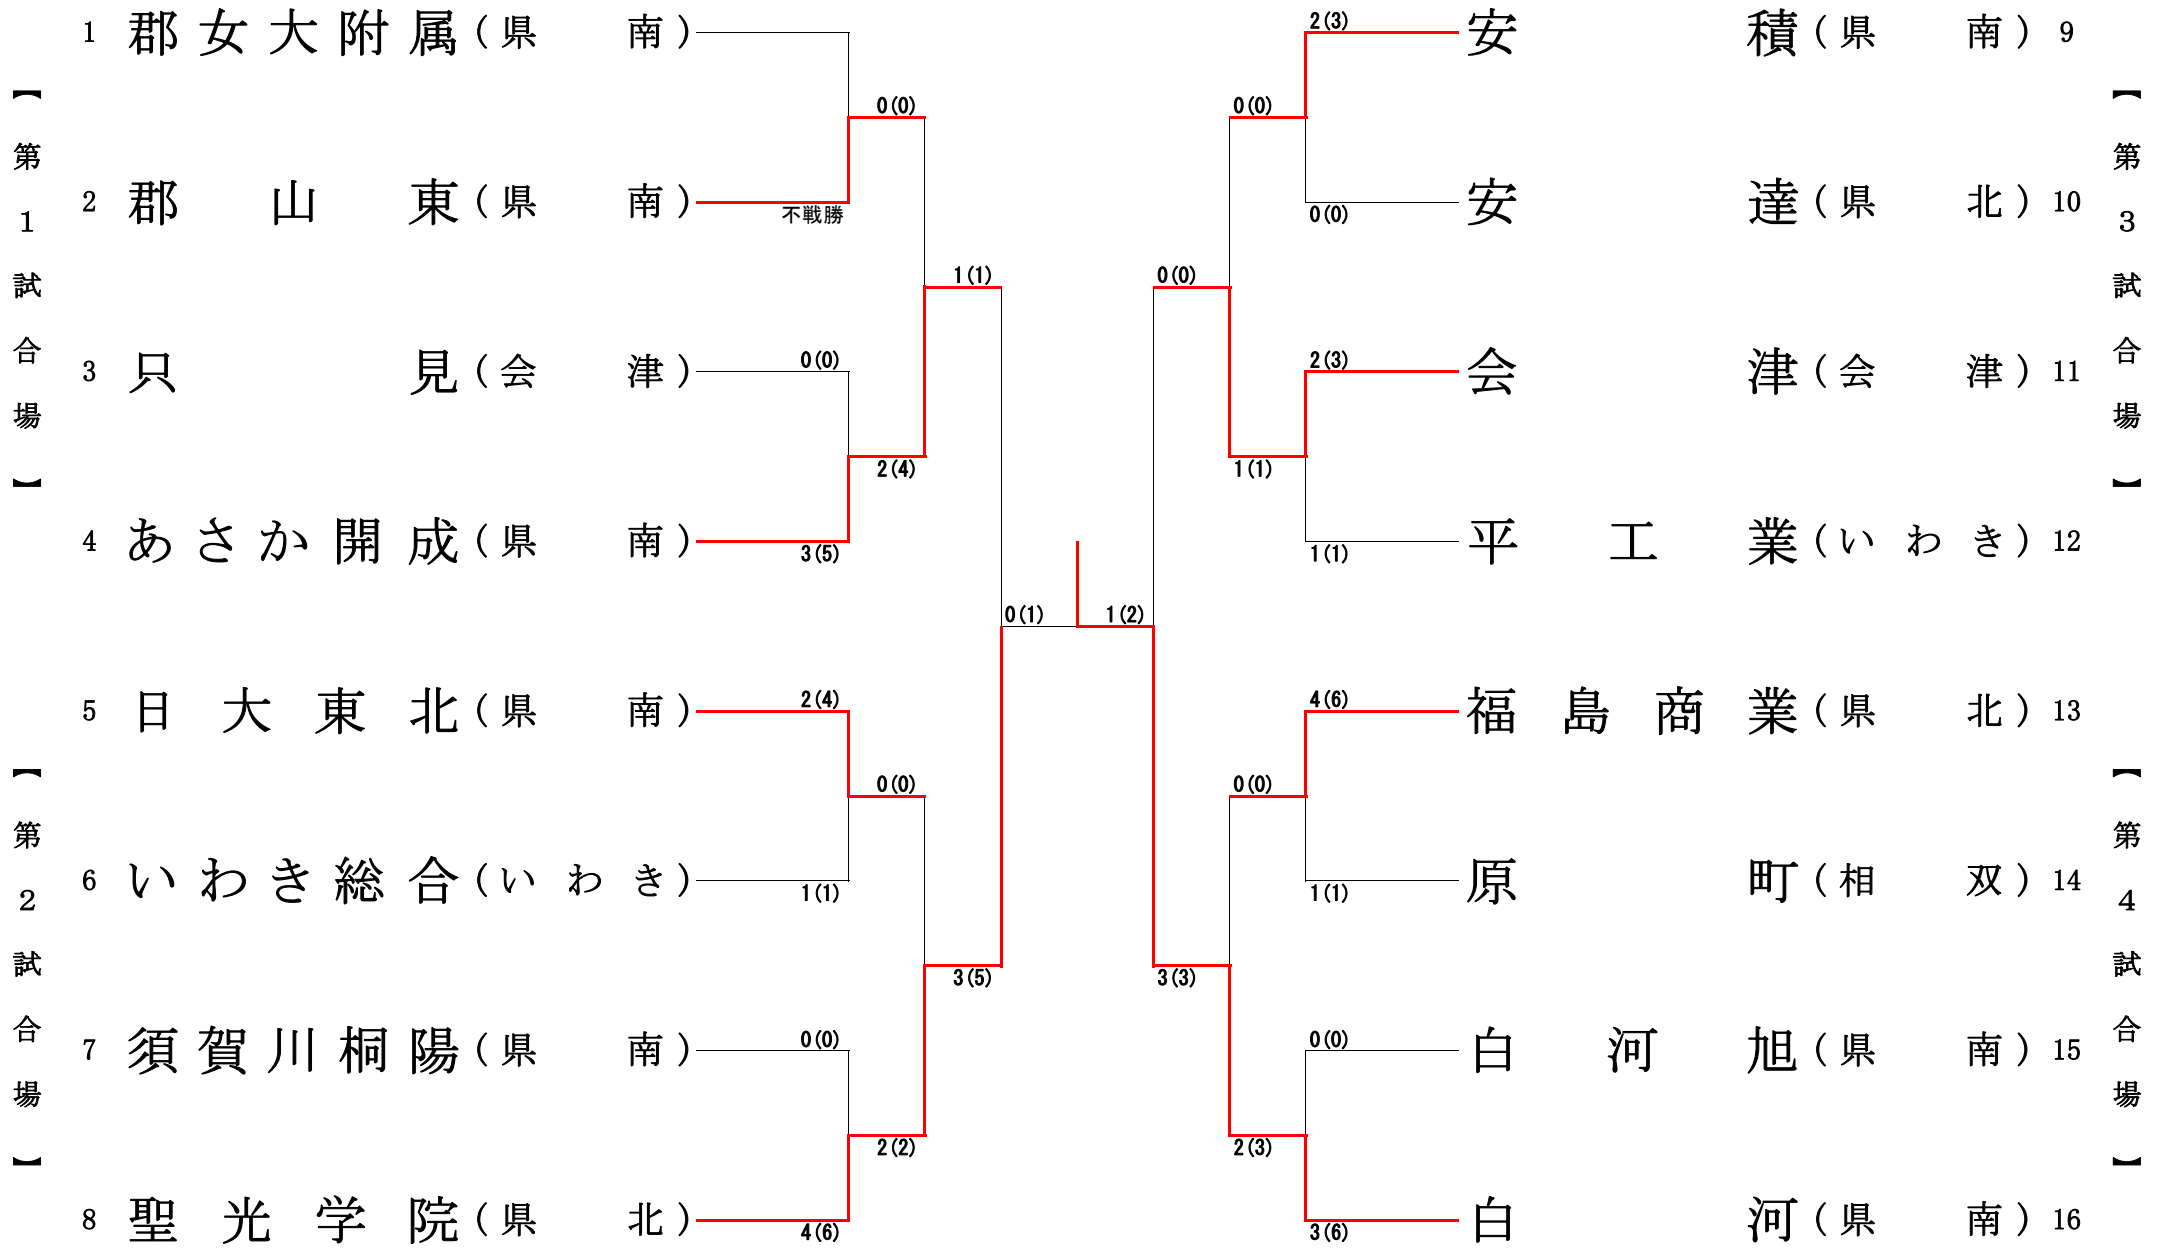 【第1試合場】
1 郡女大附属(県南)
2 郡山東(県南)
不戦勝
0(0)
3 只見(会津)
0(0)
4 あさか開成(県南)
3(5)
2(4)
1(1)
【第2試合場】
5 日大東北(県南)
2(4)
6 いわき総合(いわき)
1(1)
0(0)
7 須賀川桐陽(県南)
0(0)
8 聖光学院(県北)
4(6)
2(2)
3(5)
0(1)
1(2)
【第3試合場】
安積(県南) 9
2(3)
安達(県北) 10
0(0)
0(0)
会津(会津) 11
2(3)
平工業(いわき) 12
1(1)
1(1)
0(0)
【第4試合場】
福島商業(県北) 13
4(6)
原町(相双) 14
1(1)
0(0)
白河旭(県南) 15
0(0)
白河(県南) 16
3(6)
2(3)
3(3)